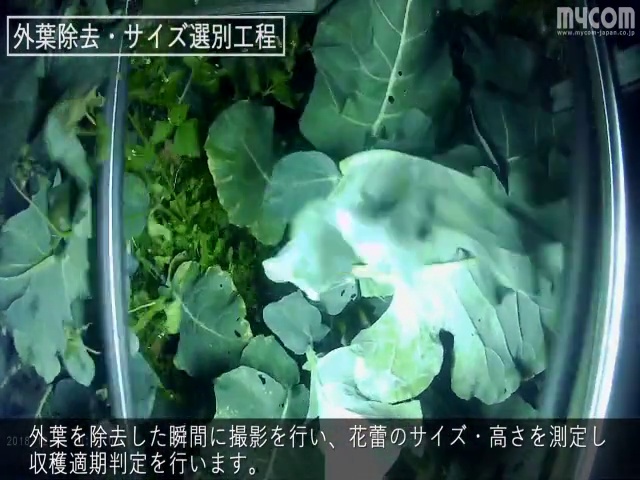 外葉除去・サイズ選別工程
mycom
www.mycom-japan.co.jp
外葉を除去した瞬間に撮影を行い、花蕾のサイズ・高さを測定し
収穫適期判定を行います。